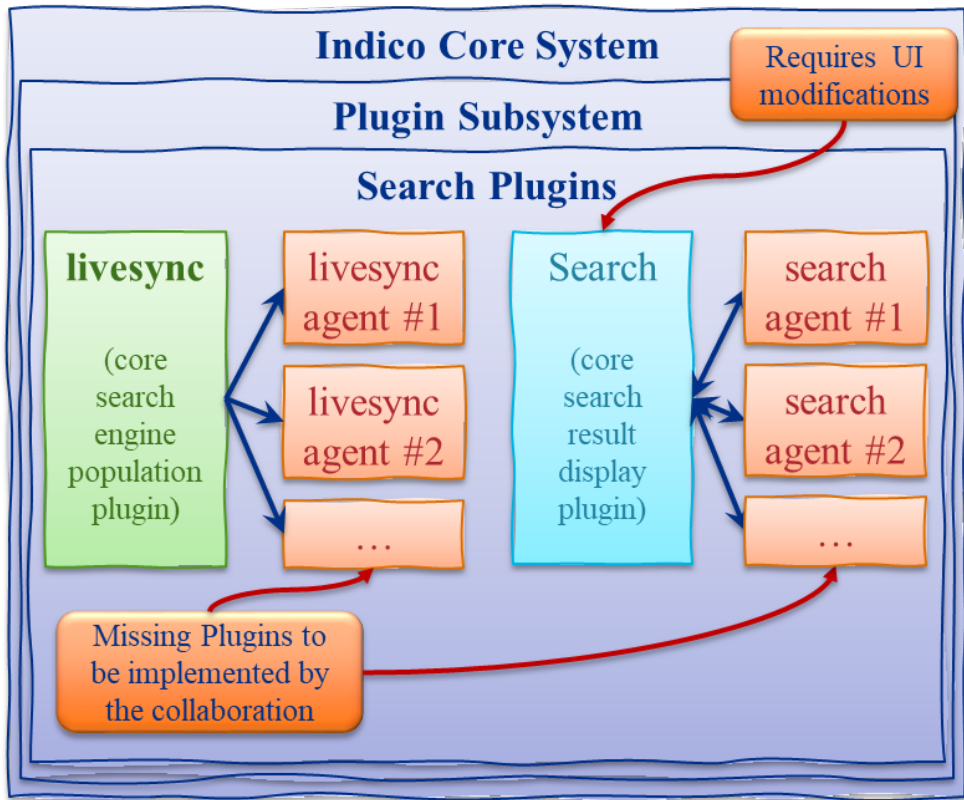 Indico Core System
Requires UI
modifications
Plugin Subsystem
Search Plugins
livesync
(core
search
engine
population
plugin)
livesync
agent #1
livesync
agent #2
…
Search
(core
search
result
display
plugin)
search
agent #1
search
agent #2
…
Missing Plugins to
be implemented by
the collaboration